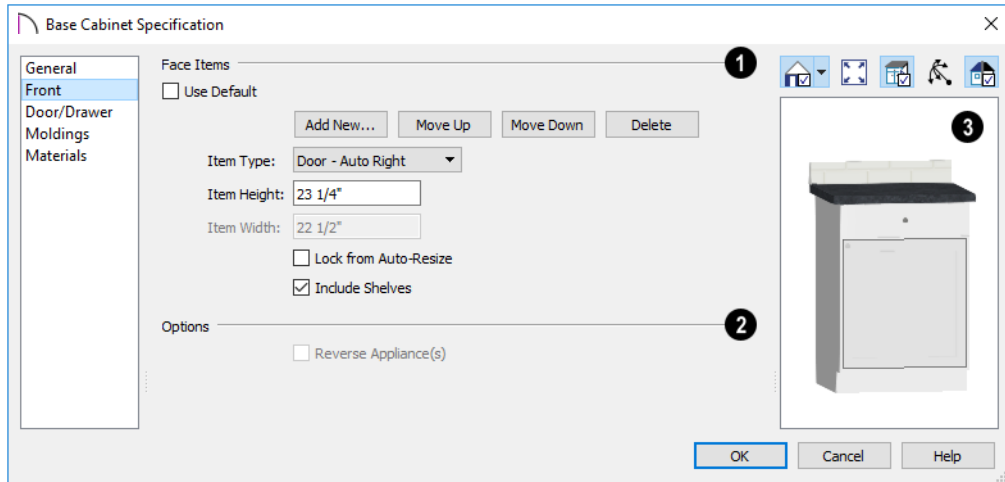 Base Cabinet Specification
General
Front
Door/Drawer
Moldings
Materials
Face Items
1
Use Default
Add New... Move Up Move Down Delete
Item Type: Door - Auto Right
Item Height: 23 1/4"
Item Width: 22 1/2"
Lock from Auto-Resize
Include Shelves
Options
2
Reverse Appliance(s)
3
OK Cancel Help